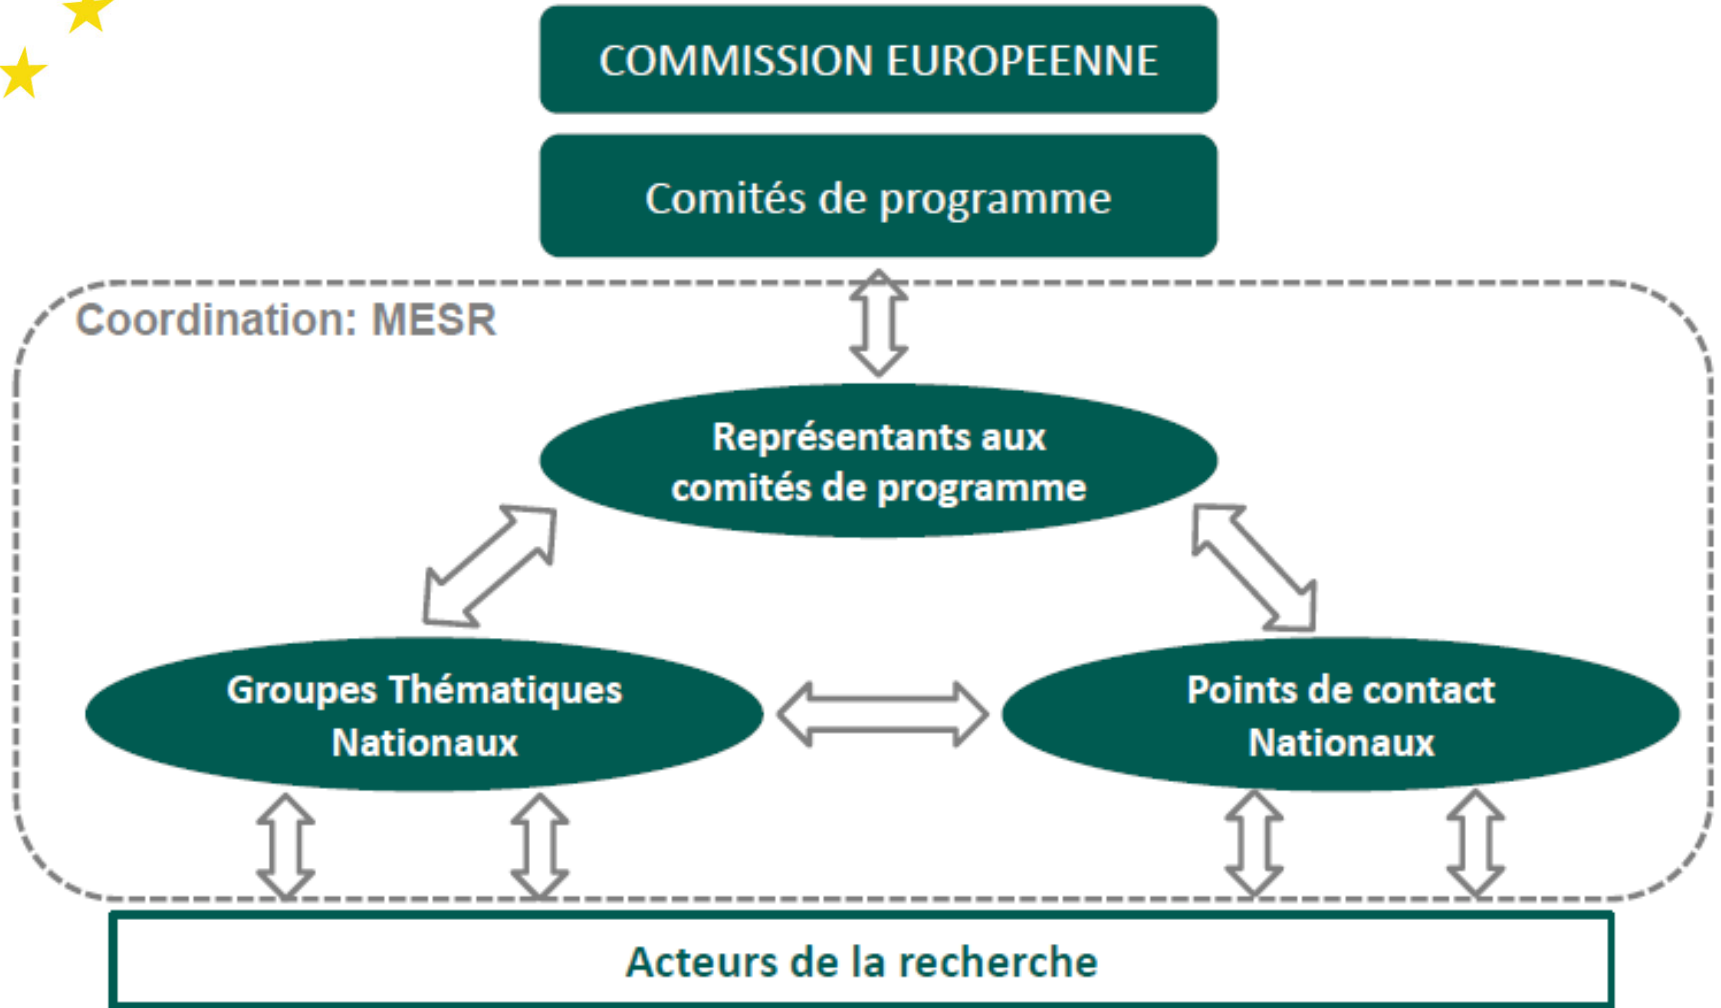 COMMISSION EUROPEENNE
Comités de programme
Coordination: MESR
Représentants aux
comités de programme
Groupes Thématiques
Nationaux
Points de contact
Nationaux
Acteurs de la recherche